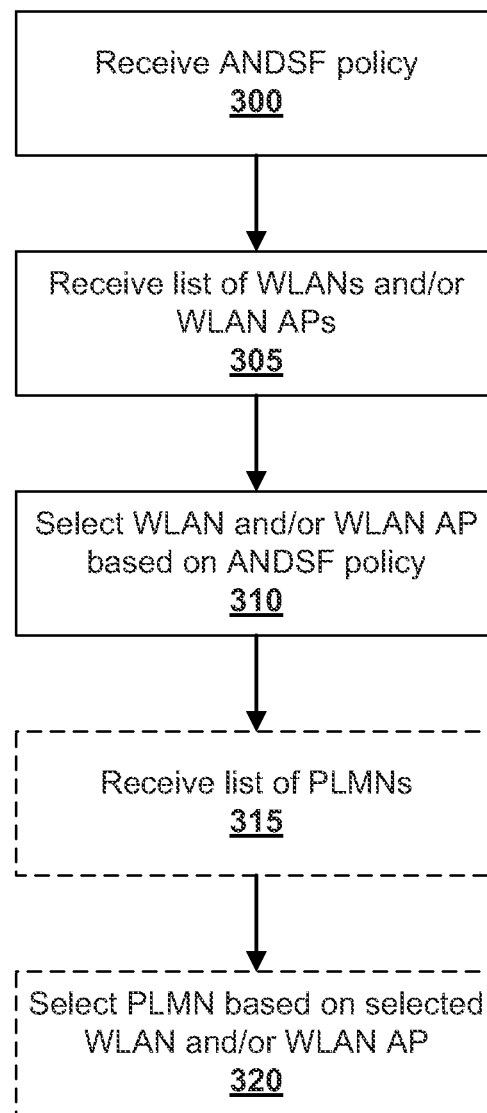 Receive ANDSF policy
300
Receive list of WLANs and/or
WLAN APs
305
Select WLAN and/or WLAN AP
based on ANDSF policy
310
Receive list of PLMNs
315
Select PLMN based on selected
WLAN and/or WLAN AP
320